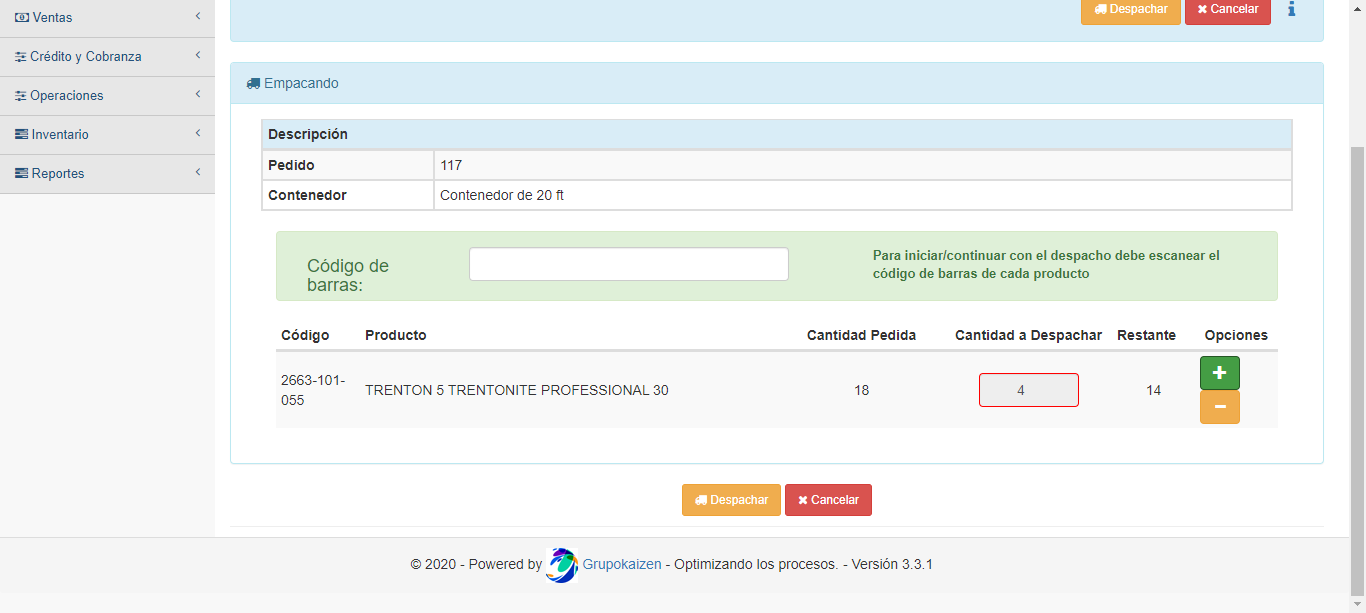 Ventas
Crédito y Cobranza
Operaciones
Inventario
Reportes
Despachar Cancelar
Empacando
Descripción
Pedido 117
Contenedor Contenedor de 20 ft
Código de
barras:
Para iniciar/continuar con el despacho debe escanear el
código de barras de cada producto
Código Producto Cantidad Pedida Cantidad a Despachar Restante Opciones
2663-101-
055
TRENTON 5 TRENTONITE PROFESSIONAL 30 18 4 14
Despachar Cancelar
© 2020 - Powered by Grupokaizen - Optimizando los procesos. - Versión 3.3.1